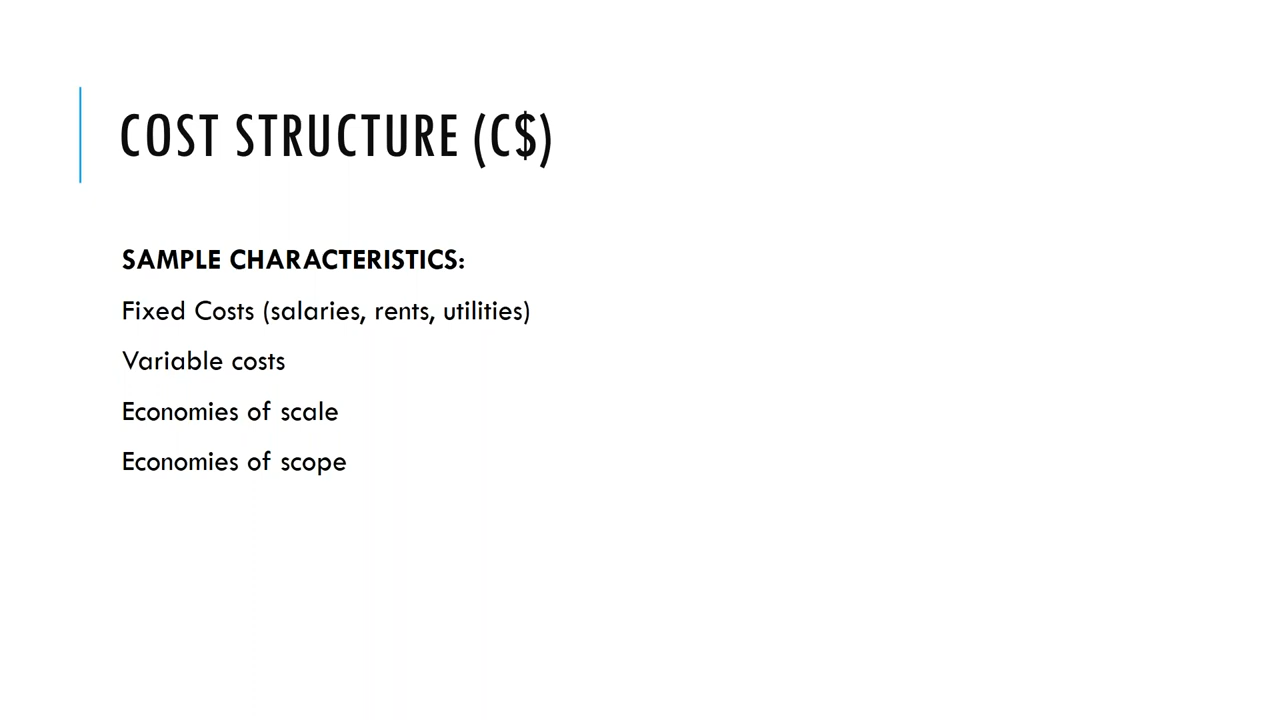 COST STRUCTURE (C$)
SAMPLE CHARACTERISTICS:
Fixed Costs (salaries, rents, utilities)
Variable costs
Economies of scale
Economies of scope